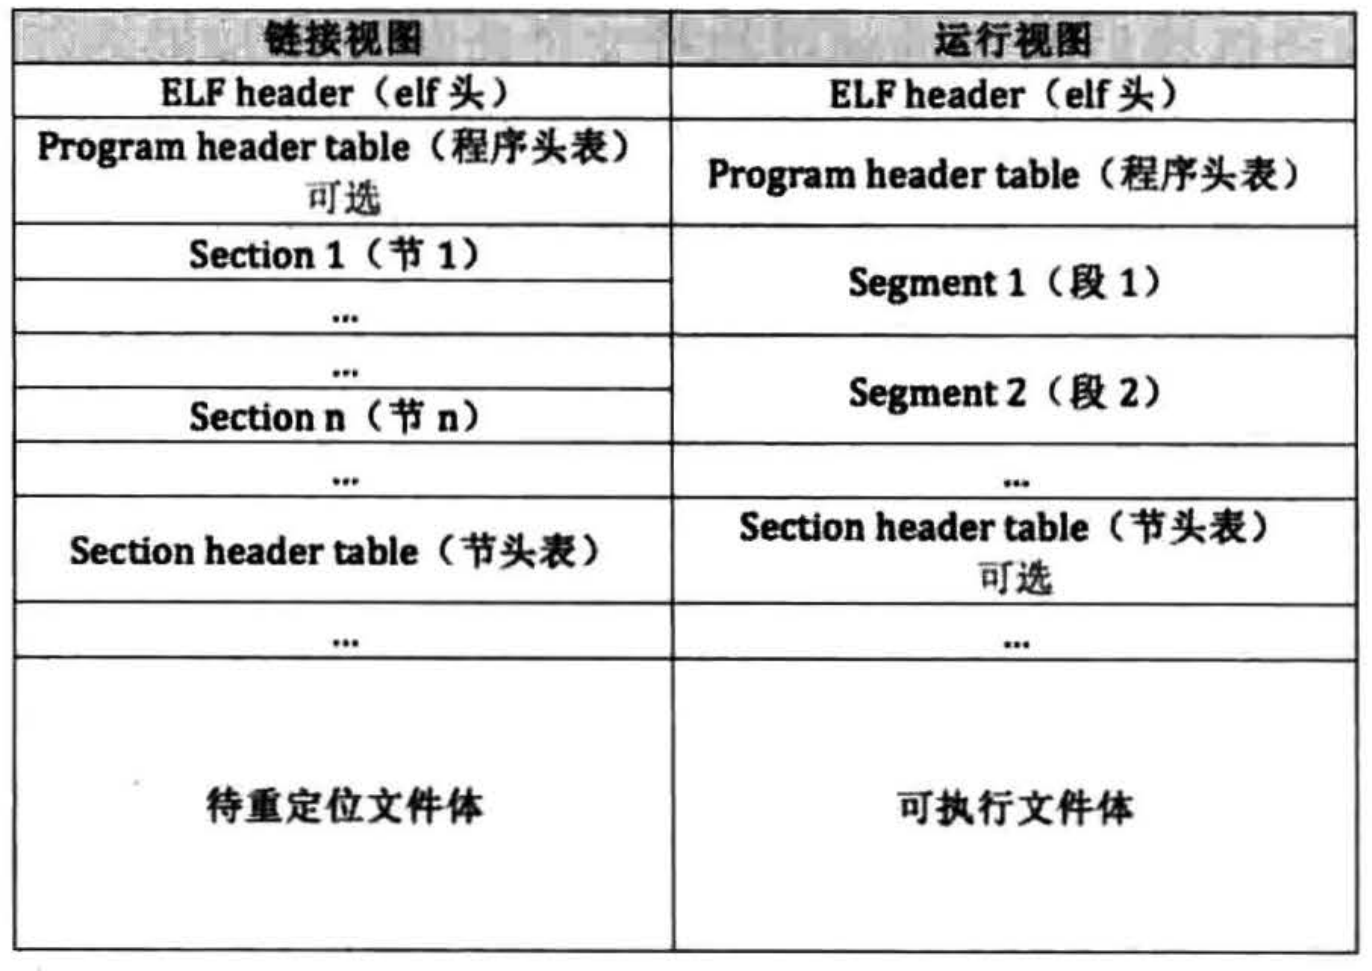 链接视图
运行视图
ELF header（elf 头）
ELF header（elf 头）
Program header table（程序头表）
可选
Program header table（程序头表）
Section 1（节 1）
Segment 1（段 1）
...
...
Segment 2（段 2）
Section n（节 n）
...
...
Section header table（节头表）
Section header table（节头表）
可选
...
...
待重定位文件体
可执行文件体